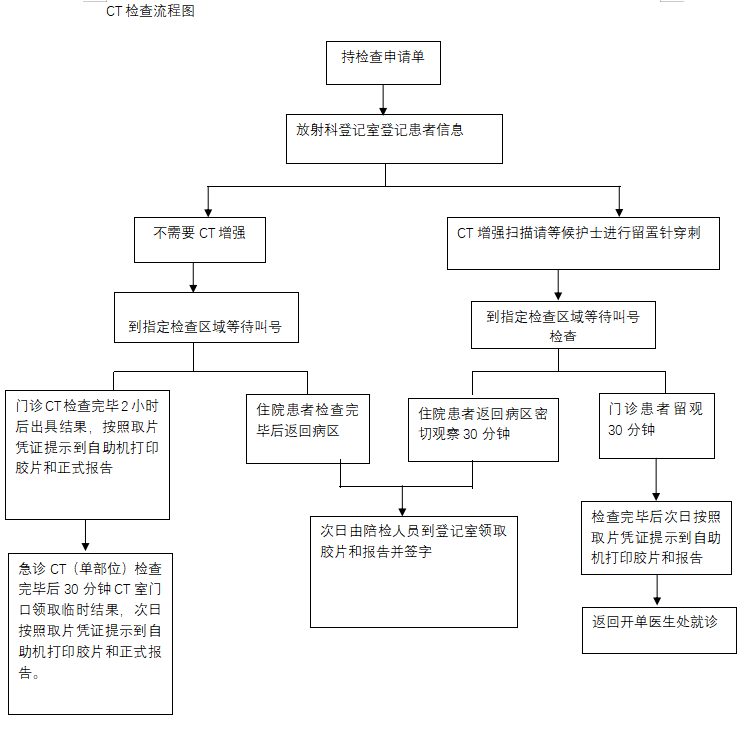 CT 检查流程图
持检查申请单
放射科登记室登记患者信息
不需要 CT 增强
CT 增强扫描请等候护士进行留置针穿刺
到指定检查区域等待叫号
到指定检查区域等待叫号
检查
门诊CT检查完毕2小时
后出具结果，按照取片
凭证提示到自助机打印
胶片和正式报告
住院患者检查完
毕后返回病区
住院患者返回病区密
切观察 30 分钟
门诊患者留观
30 分钟
急诊 CT（单部位）检查
完毕后 30 分钟 CT 室门
口领取临时结果，次日
按照取片凭证提示到自
助机打印胶片和正式报
告。
次日由陪检人员到登记室领取
胶片和报告并签字
检查完毕后次日按照
取片凭证提示到自助
机打印胶片和报告
返回开单医生处就诊